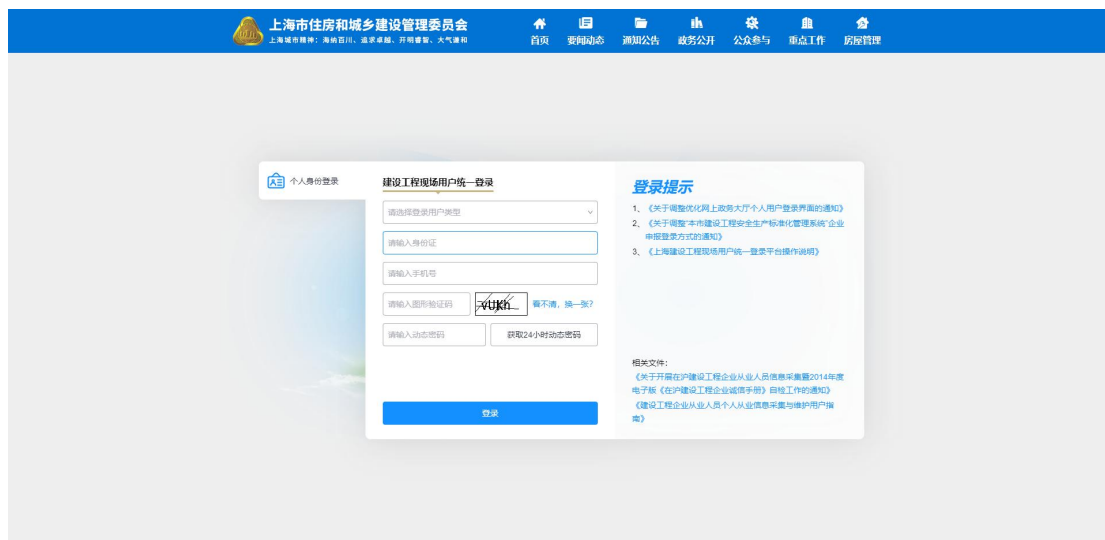 上海市住房和城乡建设管理委员会
上海城市精神：海纳百川、追求卓越、开明睿智、大气谦和
首页 要闻动态 通知公告 政务公开 公众参与 重点工作 房屋管理
个人身份登录
建设工程现场用户统一登录
请选择登录用户类型
请输入身份证
请输入手机号
请输入图形验证码 vUKh 看不清，换一张？
请输入动态密码 获取24小时动态密码
登录
登录提示
1、《关于调整优化网上政务大厅个人用户登录界面的通知》
2、《关于调整“本市建设工程安全生产标准化管理系统”企业
申报登录方式的通知》
3、《上海建设工程现场用户统一登录平台操作说明》
相关文件：
《关于开展在沪建设工程企业从业人员信息采集暨2014年度
电子版《在沪建设工程企业诚信手册》自检工作的通知》
《建设工程企业从业人员个人从业信息采集与维护用户指
南》